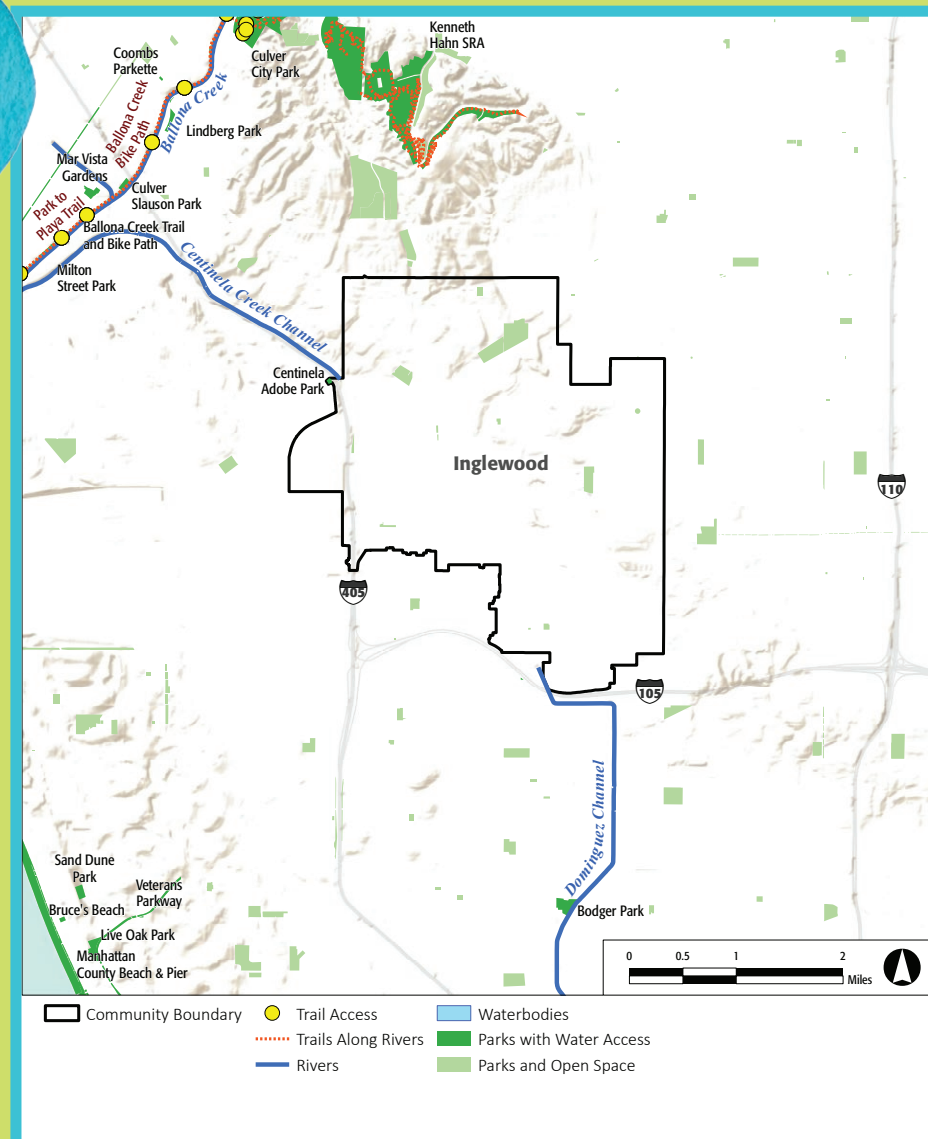 Kenneth
Hahn SRA
Coombs
Parkette
Culver
City Park
Ballona Creek
Bike Path
Ballona Creek
Lindberg Park
Mar Vista
Gardens
Culver
Slauson Park
Park to
Playa Trail
Ballona Creek Trail
and Bike Path
Milton
Street Park
Centinela Creek Channel
Centinela
Adobe Park
Inglewood
110
405
105
Dominguez Channel
Sand Dune
Park
Veterans
Parkway
Bruce's Beach
Live Oak Park
Manhattan
County Beach & Pier
Bodger Park
0 0.5 1 2
Miles
Community Boundary
Trail Access
Trails Along Rivers
Rivers
Waterbodies
Parks with Water Access
Parks and Open Space